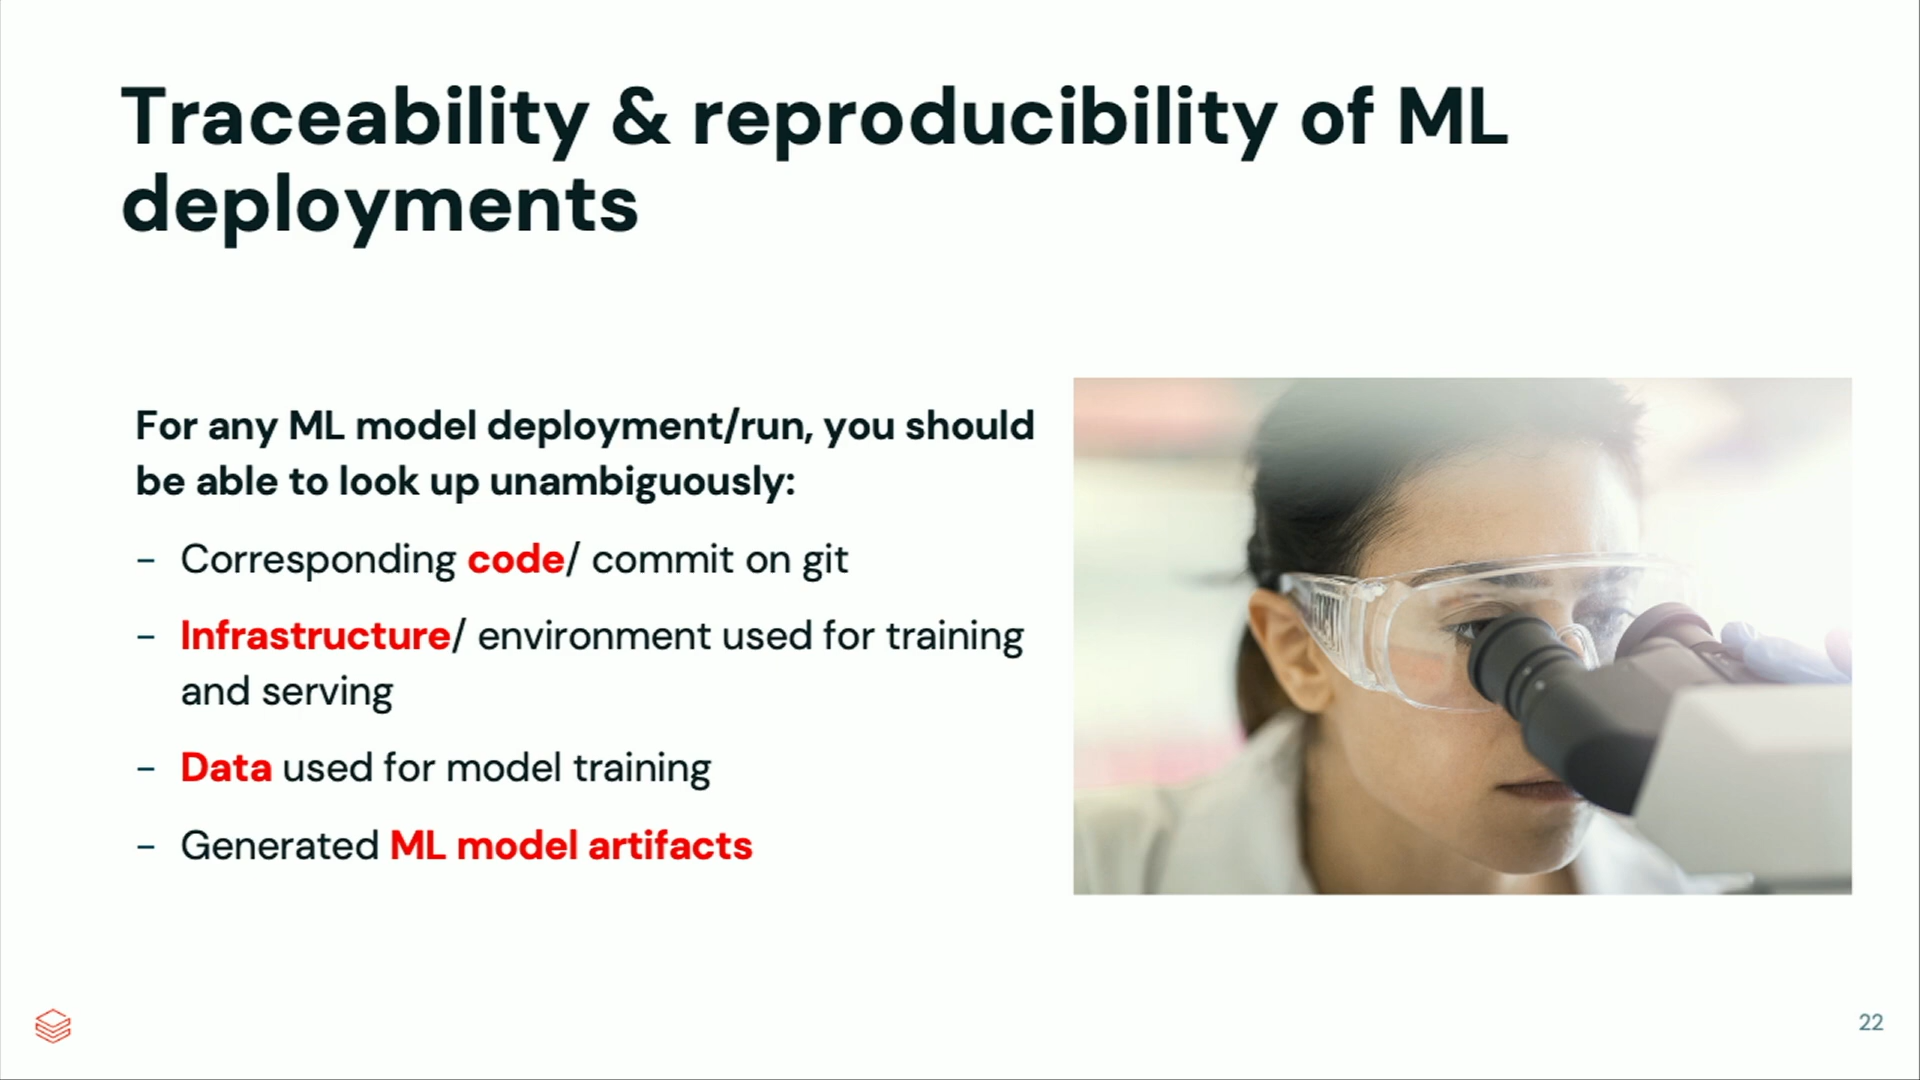 Traceability & reproducibility of ML
deployments
For any ML model deployment/run, you should
be able to look up unambiguously:
- Corresponding code/ commit on git
- Infrastructure/ environment used for training
and serving
- Data used for model training
- Generated ML model artifacts
22